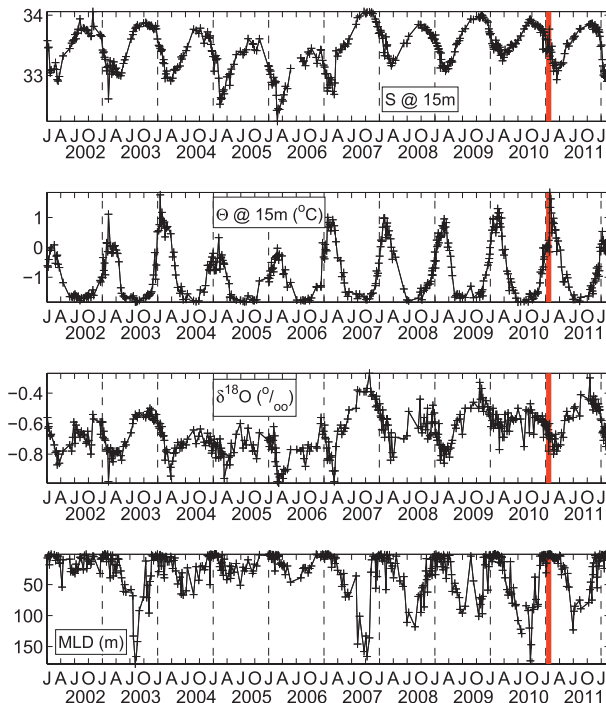 34
33
S @ 15m
J A J O J A J O J A J O J A J O J A J O J A J O J A J O J A J O J A J O J A J O J
2002 2003 2004 2005 2006 2007 2008 2009 2010 2011
1
0
−1
Θ @ 15m (°C)
J A J O J A J O J A J O J A J O J A J O J A J O J A J O J A J O J A J O J A J O J
2002 2003 2004 2005 2006 2007 2008 2009 2010 2011
−0.4
−0.6
−0.8
δ18O (o/oo)
J A J O J A J O J A J O J A J O J A J O J A J O J A J O J A J O J A J O J A J O J
2002 2003 2004 2005 2006 2007 2008 2009 2010 2011
50
100
150
MLD (m)
J A J O J A J O J A J O J A J O J A J O J A J O J A J O J A J O J A J O J A J O J
2002 2003 2004 2005 2006 2007 2008 2009 2010 2011